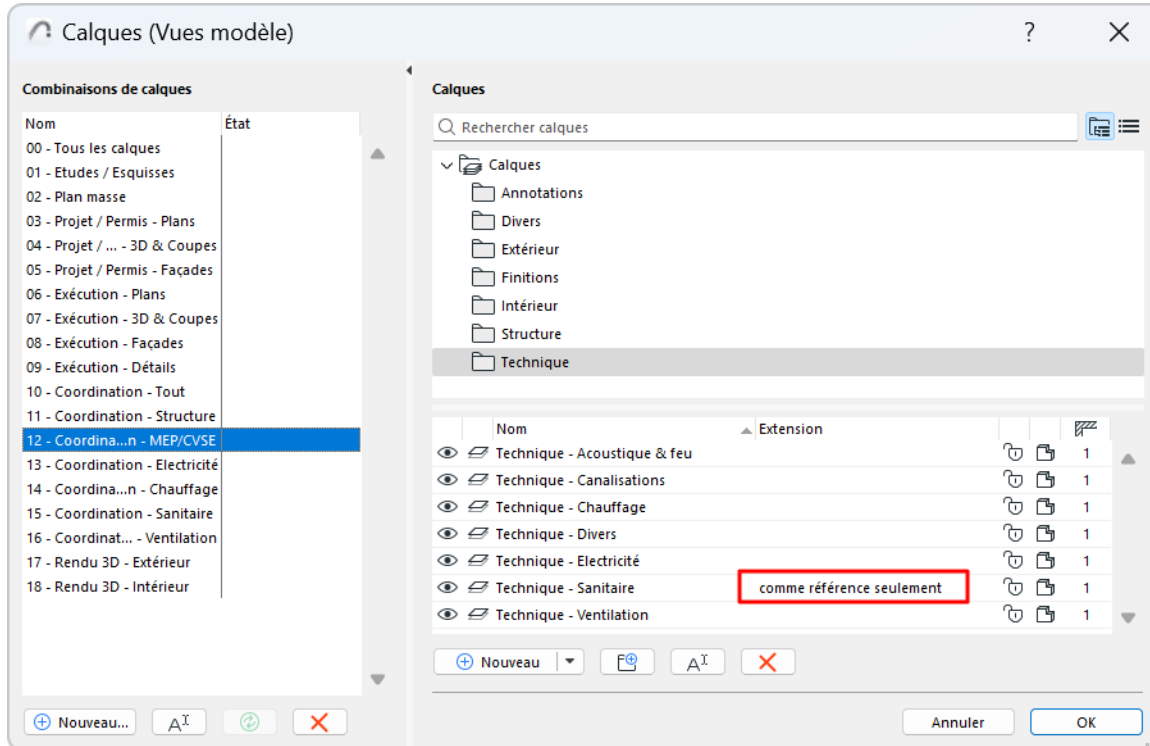 Calques (Vues modèle)
?
Combinaisons de calques
Nom État
00 - Tous les calques
01 - Etudes / Esquisses
02 - Plan masse
03 - Projet / Permis - Plans
04 - Projet / ... - 3D & Coupes
05 - Projet / Permis - Façades
06 - Exécution - Plans
07 - Exécution - 3D & Coupes
08 - Exécution - Façades
09 - Exécution - Détails
10 - Coordination - Tout
11 - Coordination - Structure
12 - Coordina...n - MEP/CVSE
13 - Coordination - Electricité
14 - Coordina...n - Chauffage
15 - Coordination - Sanitaire
16 - Coordinat... - Ventilation
17 - Rendu 3D - Extérieur
18 - Rendu 3D - Intérieur
Nouveau...
Calques
Rechercher calques
Calques
Annotations
Divers
Extérieur
Finitions
Intérieur
Structure
Technique
Nom Extension
Technique - Acoustique & feu 1
Technique - Canalisations 1
Technique - Chauffage 1
Technique - Divers 1
Technique - Electricité 1
Technique - Sanitaire comme référence seulement 1
Technique - Ventilation 1
Nouveau
Annuler OK